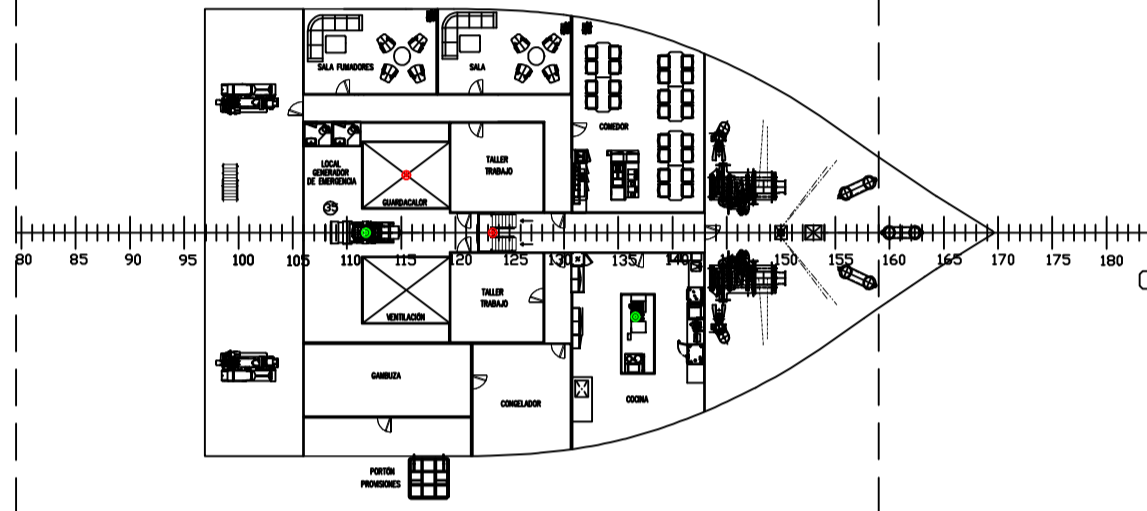 SALA FUMADORES
SALA
COMEDOR
LOCAL
GENERADOR
DE EMERGENCIA
TALLER
TRABAJO
GUARDACALOR
35
80 85 90 95 100 105 110 115 120 125 130 135 140 150 155 160 165 170 175 180
TALLER
TRABAJO
VENTILACIÓN
GAMBUZA
CONGELADOR
COCINA
PORTÓN
PROVISIONES